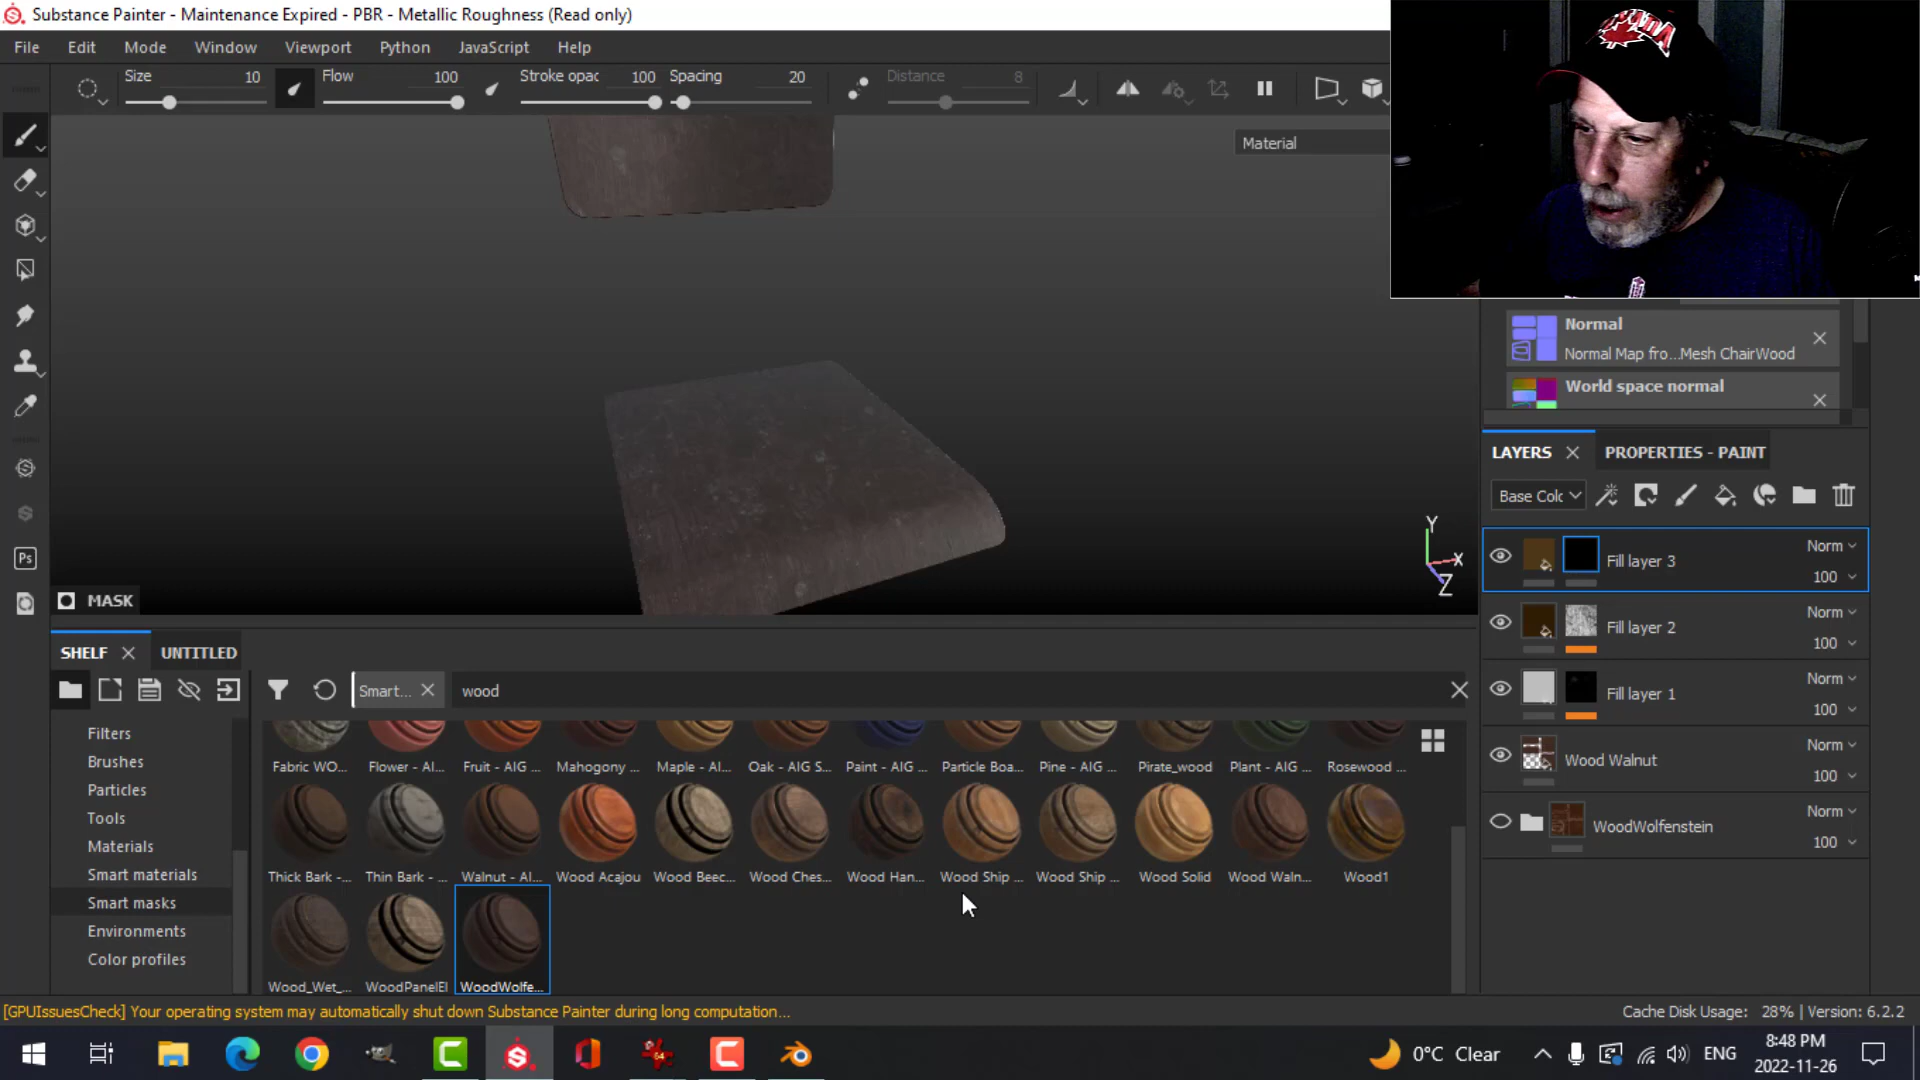 Substance Painter - Maintenance Expired - PBR - Metallic Roughness (Read only)
File Edit Mode Window Viewport Python JavaScript Help
Size 10 Flow 100 Stroke opac 100 Spacing 20 Distance 8
Material
Normal
Normal Map fro...Mesh ChairWood
World space normal
LAYERS PROPERTIES - PAINT
Base Colc
Y
X
Z
Fill layer 3 Norm 100
Fill layer 2 Norm 100
Fill layer 1 Norm 100
Wood Walnut Norm 100
WoodWolfenstein Norm 100
Ps
MASK
SHELF UNTITLED
Smart... wood
Filters
Brushes
Particles
Tools
Materials
Smart materials
Smart masks
Environments
Color profiles
Fabric WO... Flower - Al... Fruit - AIG ... Mahogony ... Maple - Al... Oak - AIG S... Paint - AIG ... Particle Boa... Pine - AIG ... Pirate_wood Plant - AIG ... Rosewood ...
Thick Bark -... Thin Bark - ... Walnut - Al... Wood Acajou Wood Beec... Wood Ches... Wood Han... Wood Ship ... Wood Ship ... Wood Solid Wood Waln... Wood1
Wood_Wet_... WoodPanelEl WoodWolfe...
[GPUIssuesCheck] Your operating system may automatically shut down Substance Painter during long computation...
Cache Disk Usage: 28% | Version: 6.2.2
0°C Clear ENG 8:48 PM
2022-11-26